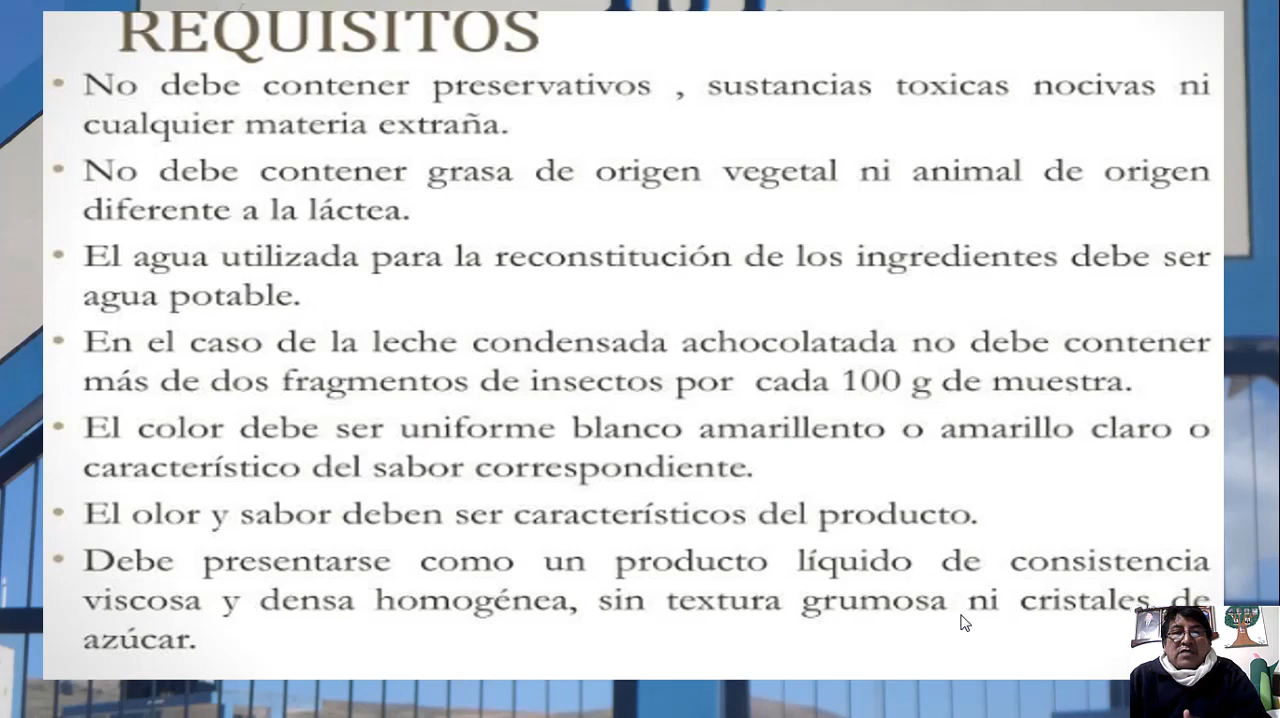 REQUISITOS
• No debe contener preservativos , sustancias toxicas nocivas ni
cualquier materia extraña.
• No debe contener grasa de origen vegetal ni animal de origen
diferente a la láctea.
• El agua utilizada para la reconstitución de los ingredientes debe ser
agua potable.
• En el caso de la leche condensada achocolatada no debe contener
más de dos fragmentos de insectos por cada 100 g de muestra.
• El color debe ser uniforme blanco amarillento o amarillo claro o
característico del sabor correspondiente.
• El olor y sabor deben ser característicos del producto.
• Debe presentarse como un producto líquido de consistencia
viscosa y densa homogénea, sin textura grumosa ni cristales de
azúcar.